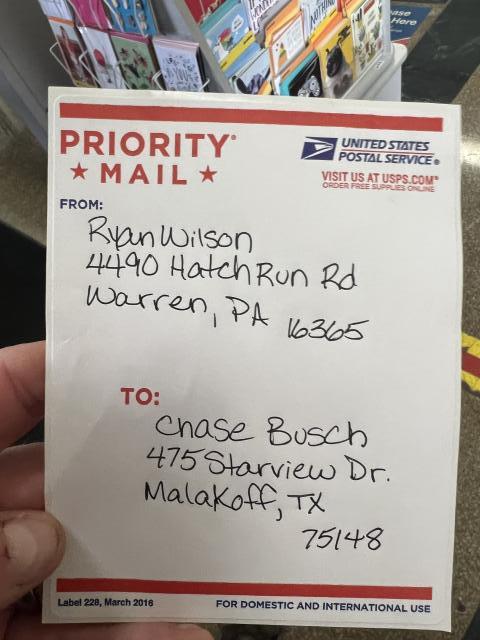 PRIORITY®
★ MAIL ★
UNITED STATES
POSTAL SERVICE®
VISIT US AT USPS.COM®
ORDER FREE SUPPLIES ONLINE
FROM:
Ryan Wilson
4490 Hatch Run Rd
Warren, PA 16365
TO:
Chase Busch
475 Starview Dr.
Malakoff, TX
75148
Label 228, March 2016
FOR DOMESTIC AND INTERNATIONAL USE
Here